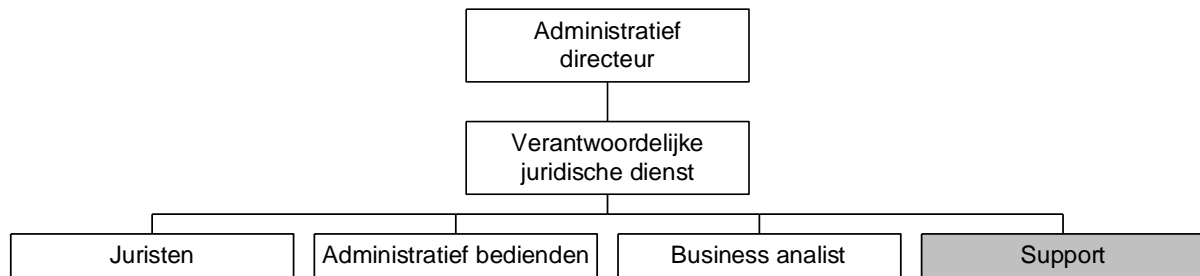 Administratief
directeur
Verantwoordelijke
juridische dienst
Juristen
Administratief bedienden
Business analist
Support